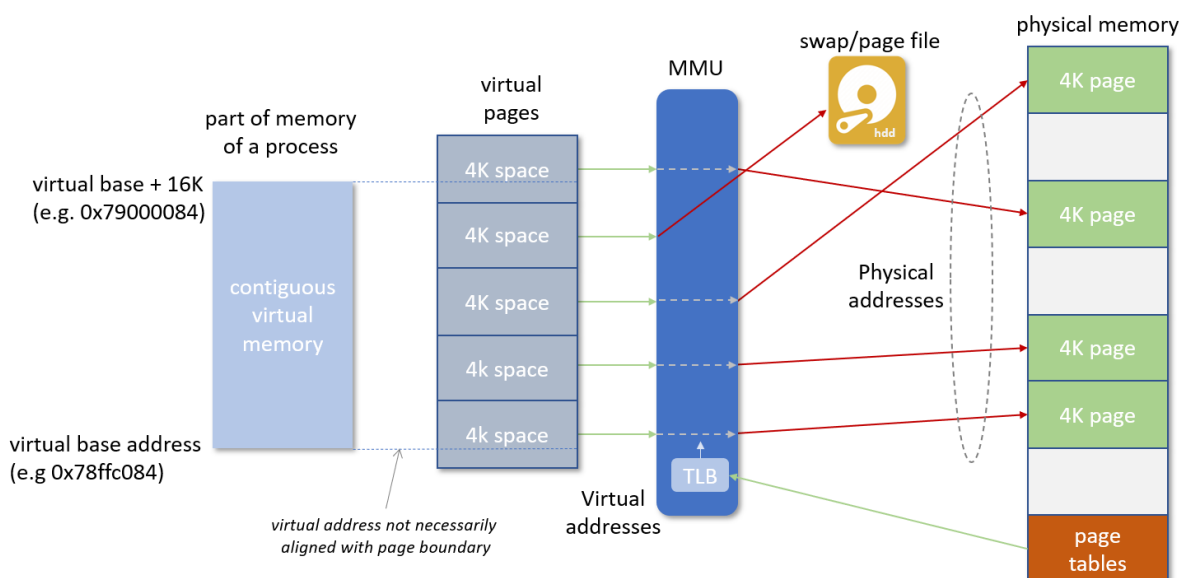 physical memory
swap/page file
MMU
virtual
pages
part of memory
of a process
virtual base + 16K
(e.g. 0x79000084)
contiguous
virtual
memory
virtual base address
(e.g 0x78ffc084)
4K space
4K space
4K space
4k space
4k space
virtual address not necessarily
aligned with page boundary
TLB
Virtual
addresses
hdd
Physical
addresses
4K page
4K page
4K page
4K page
page
tables